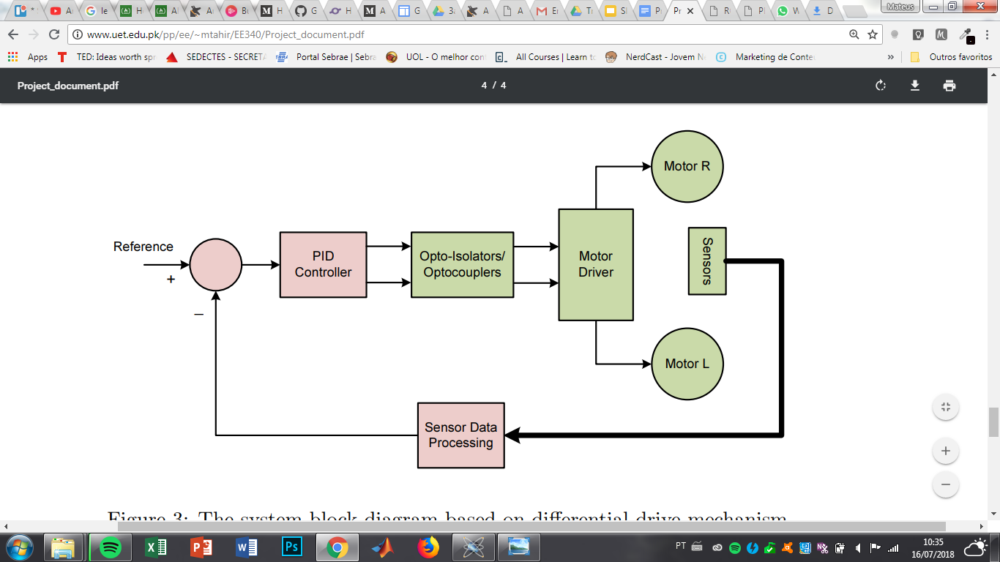 Mateus
www.uet.edu.pk/pp/ee/~mtahir/EE340/Project_document.pdf
Apps
TED: Ideas worth spr
SEDECTES - SECRETA
Portal Sebrae | Sebra
UOL - O melhor con
All Courses | Learn to
NerdCast - Jovem N
Marketing de Conte
»
Outros favoritos
Project_document.pdf
4 / 4
Motor R
Reference
+
−
PID
Controller
Opto-Isolators/
Optocouplers
Motor
Driver
Sensors
Motor L
Sensor Data
Processing
Figure 3: The system block diagram based on differential drive mechanism
PT
10:35
16/07/2018